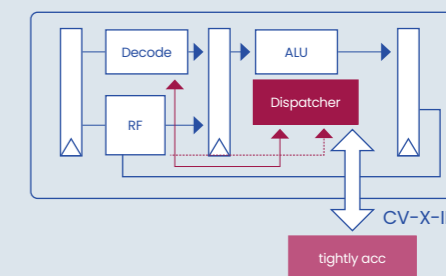 Decode
ALU
Dispatcher
RF
CV-X-I
tightly acc